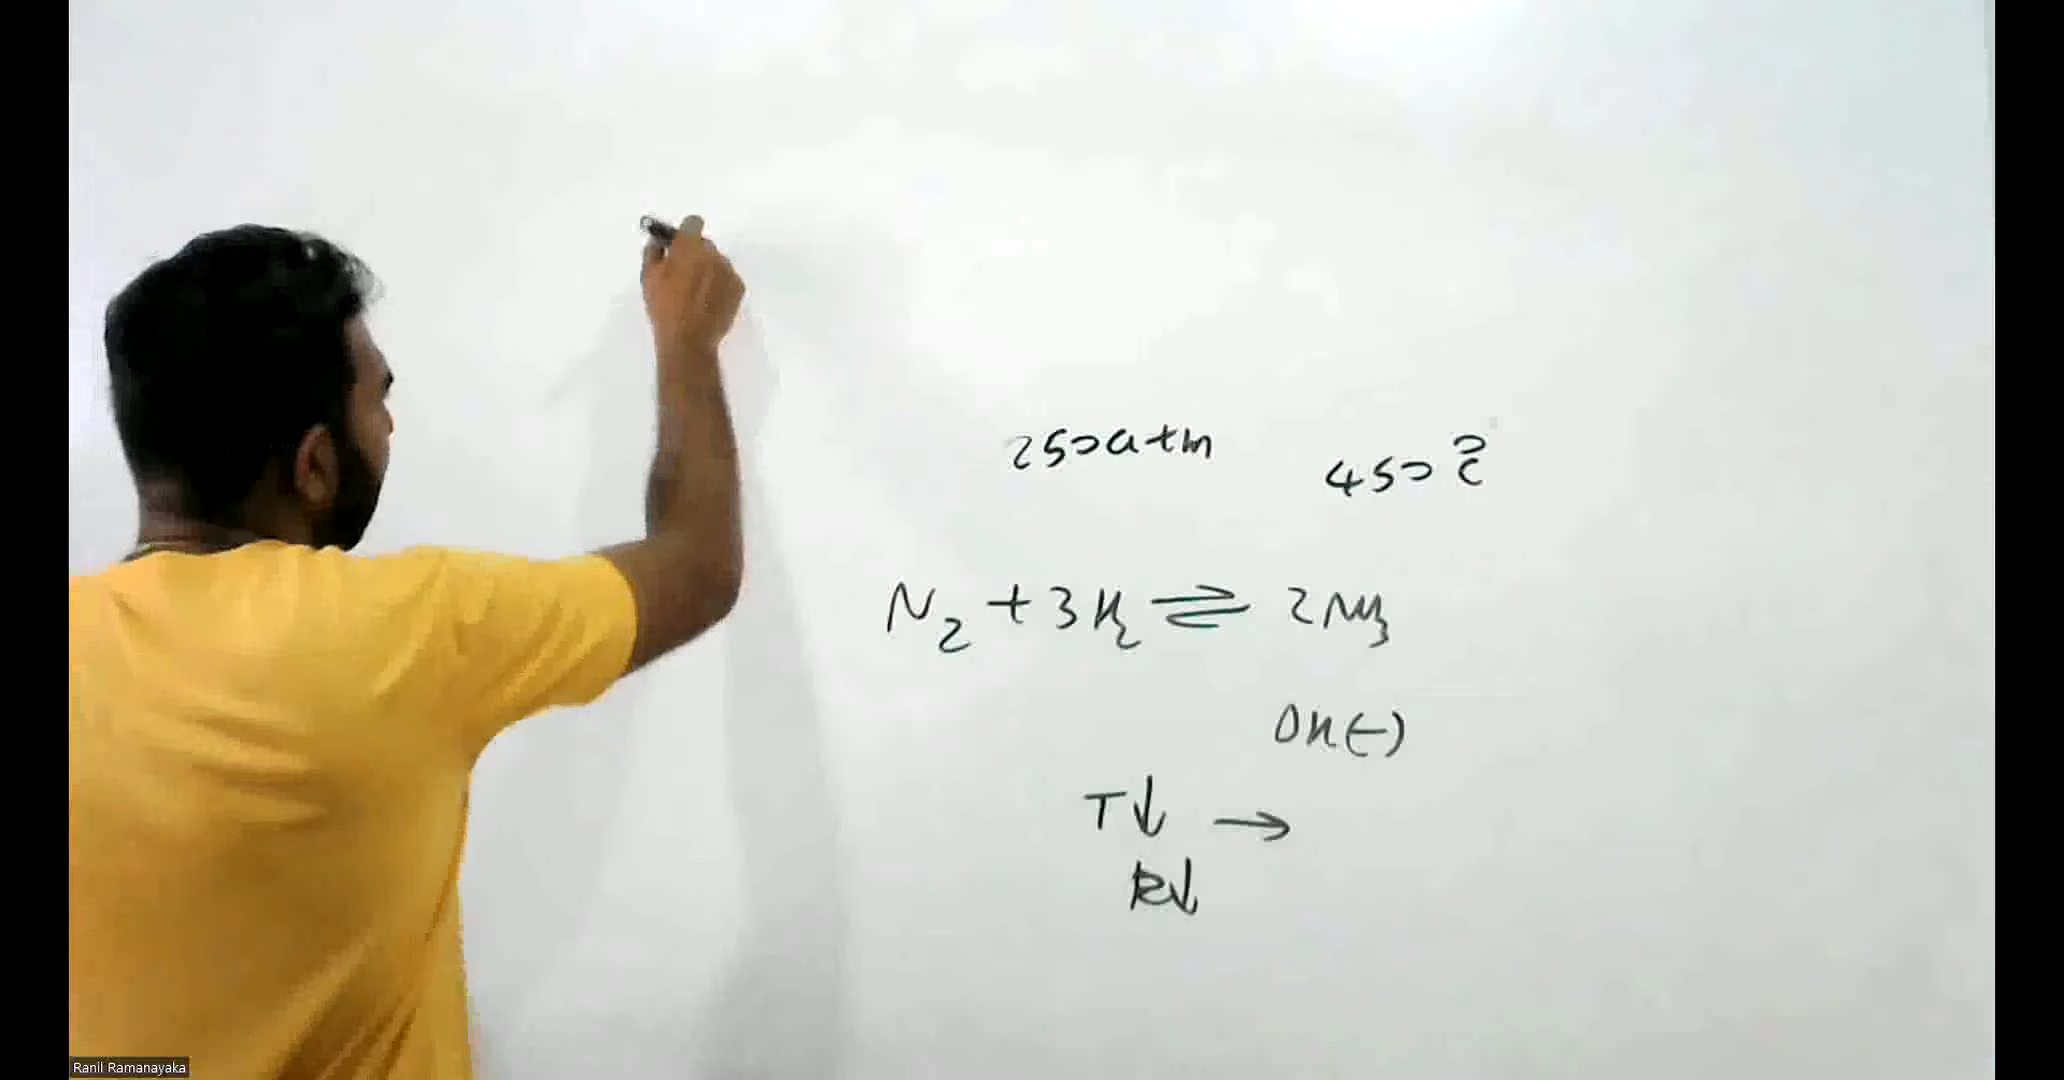 250atm 450°C
N2 + 3H2 ⇌ 2NH3
ΔH(-)
T↓ →
R↓
Ranil Ramanayaka